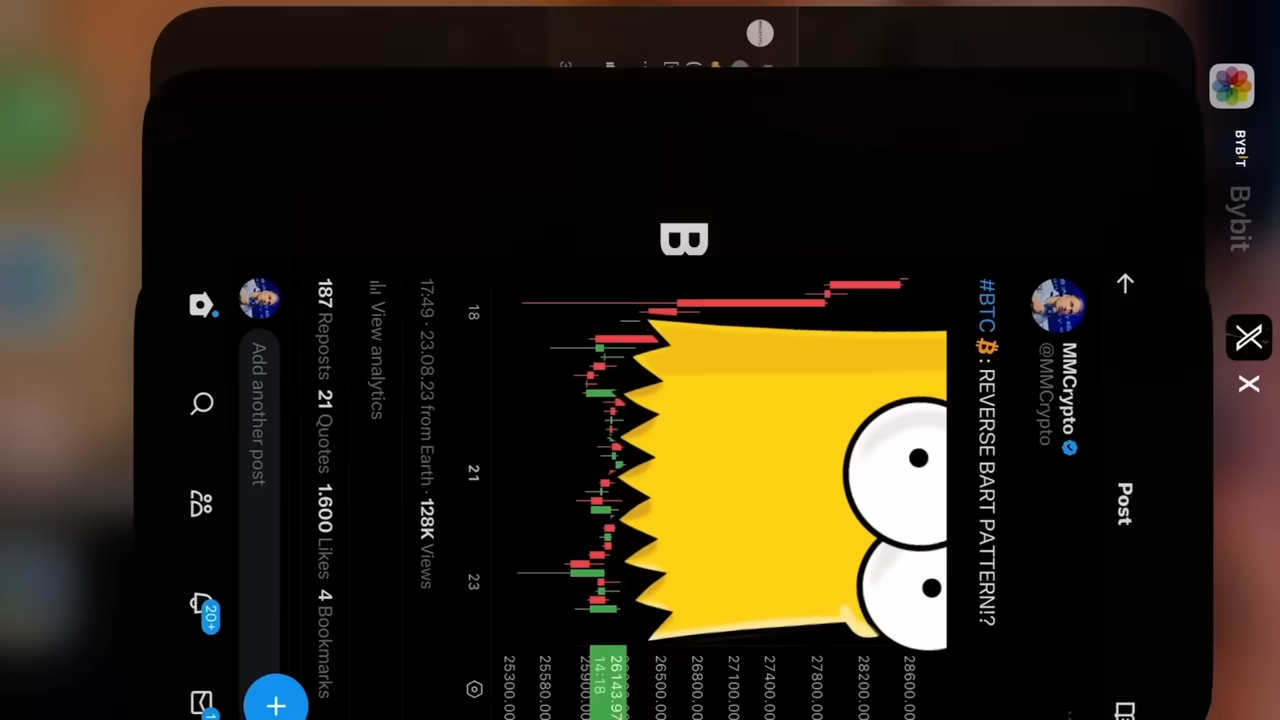 BYBIT
Bybit
X
Post
MMCrypto
@MMCrypto
#BTC : REVERSE BART PATTERN!?
B
28600.00
28200.00
27800.00
27400.00
27100.00
26800.00
26500.00
26143.97
14:18
25580.00
25300.00
18
21
23
17:49 · 23.08.23 from Earth · 128K Views
View analytics
187 Reposts 21 Quotes 1.600 Likes 4 Bookmarks
Add another post
20+